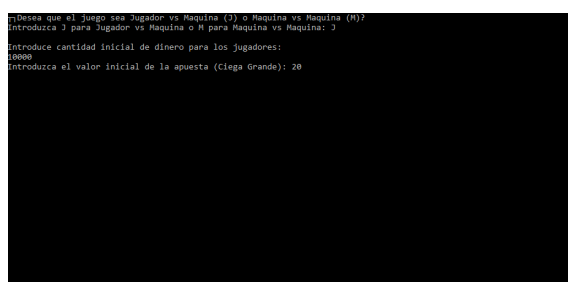 ┐Desea que el juego sea Jugador vs Maquina (J) o Maquina vs Maquina (M)?
Introduzca J para Jugador vs Maquina o M para Maquina vs Maquina: J
Introduce cantidad inicial de dinero para los jugadores:
10000
Introduzca el valor inicial de la apuesta (Ciega Grande): 20